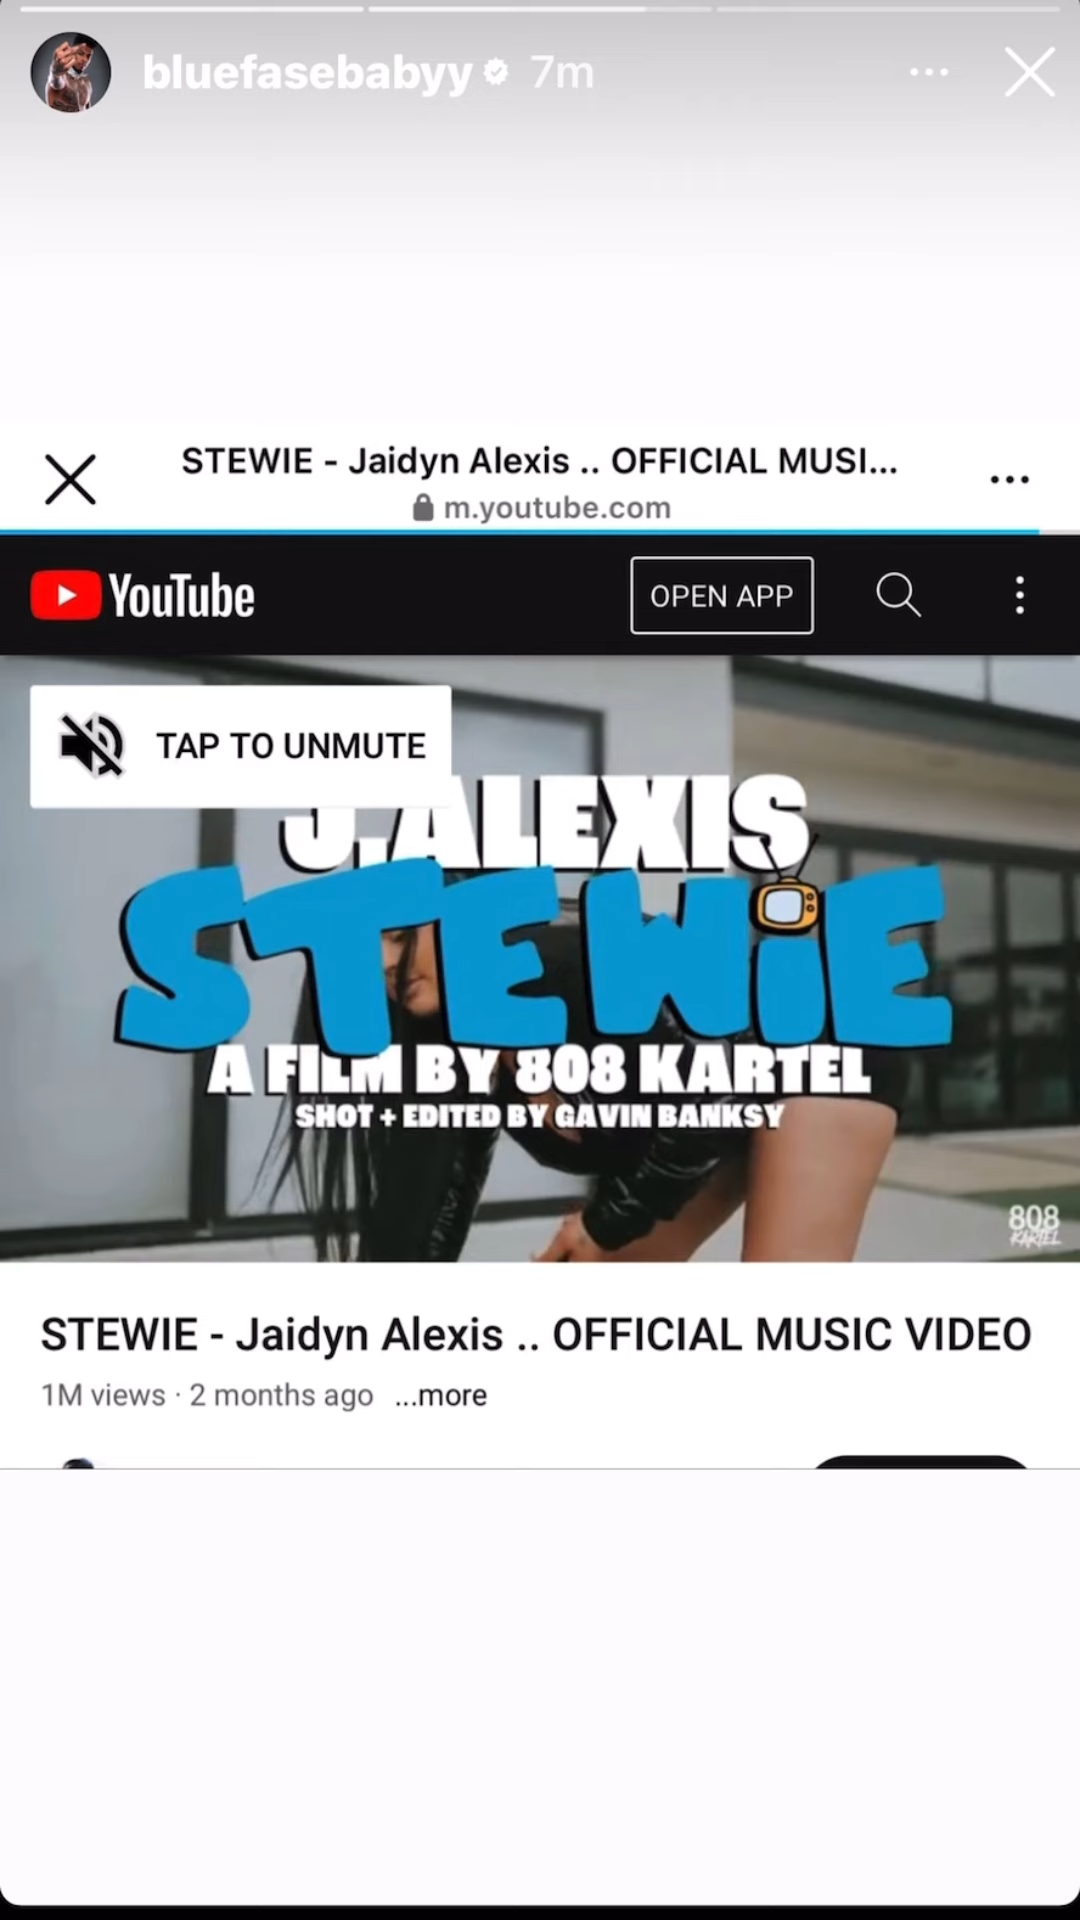 bluefasebabyy 7m
STEWIE - Jaidyn Alexis .. OFFICIAL MUSI...
m.youtube.com
YouTube
OPEN APP
TAP TO UNMUTE
J.ALEXIS
STEWiE
A FILM BY 808 KARTEL
SHOT + EDITED BY GAVIN BANKSY
808
KARTEL
STEWIE - Jaidyn Alexis .. OFFICIAL MUSIC VIDEO
1M views · 2 months ago ...more